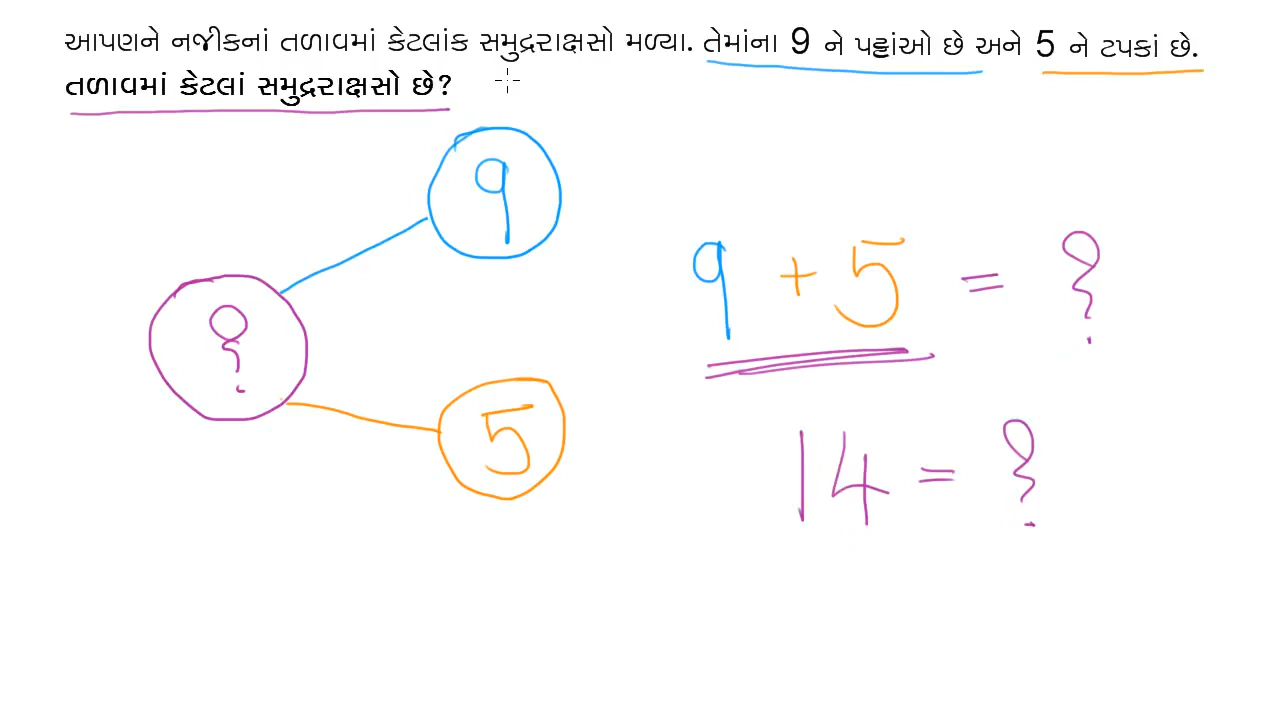 આપણને નજીકનાં તળાવમાં કેટલાંક સમુદ્રરાક્ષસો મળ્યા. તેમાંના 9 ને પટ્ટાંઓ છે અને 5 ને ટપકાં છે.
તળાવમાં કેટલાં સમુદ્રરાક્ષસો છે?
9
9 + 5 = ?
?
5
14 = ?